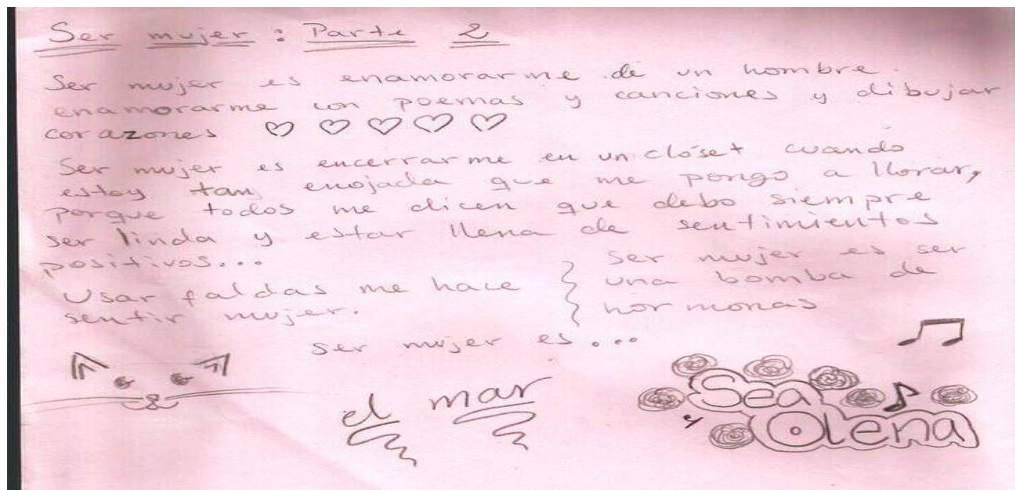 Ser mujer : Parte 2
Ser mujer es enamorarme de un hombre.
enamorarme con poemas y canciones y dibujar
corazones ♡ ♡ ♡ ♡ ♡
Ser mujer es encerrarme en un clóset cuando
estoy tan enojada que me pongo a llorar,
porque todos me dicen que debo siempre
ser linda y estar llena de sentimientos
positivos...
Usar faldas me hace
sentir mujer.
Ser mujer es ser
una bomba de
hormonas
Ser mujer es...
el mar
Sea
y Olena